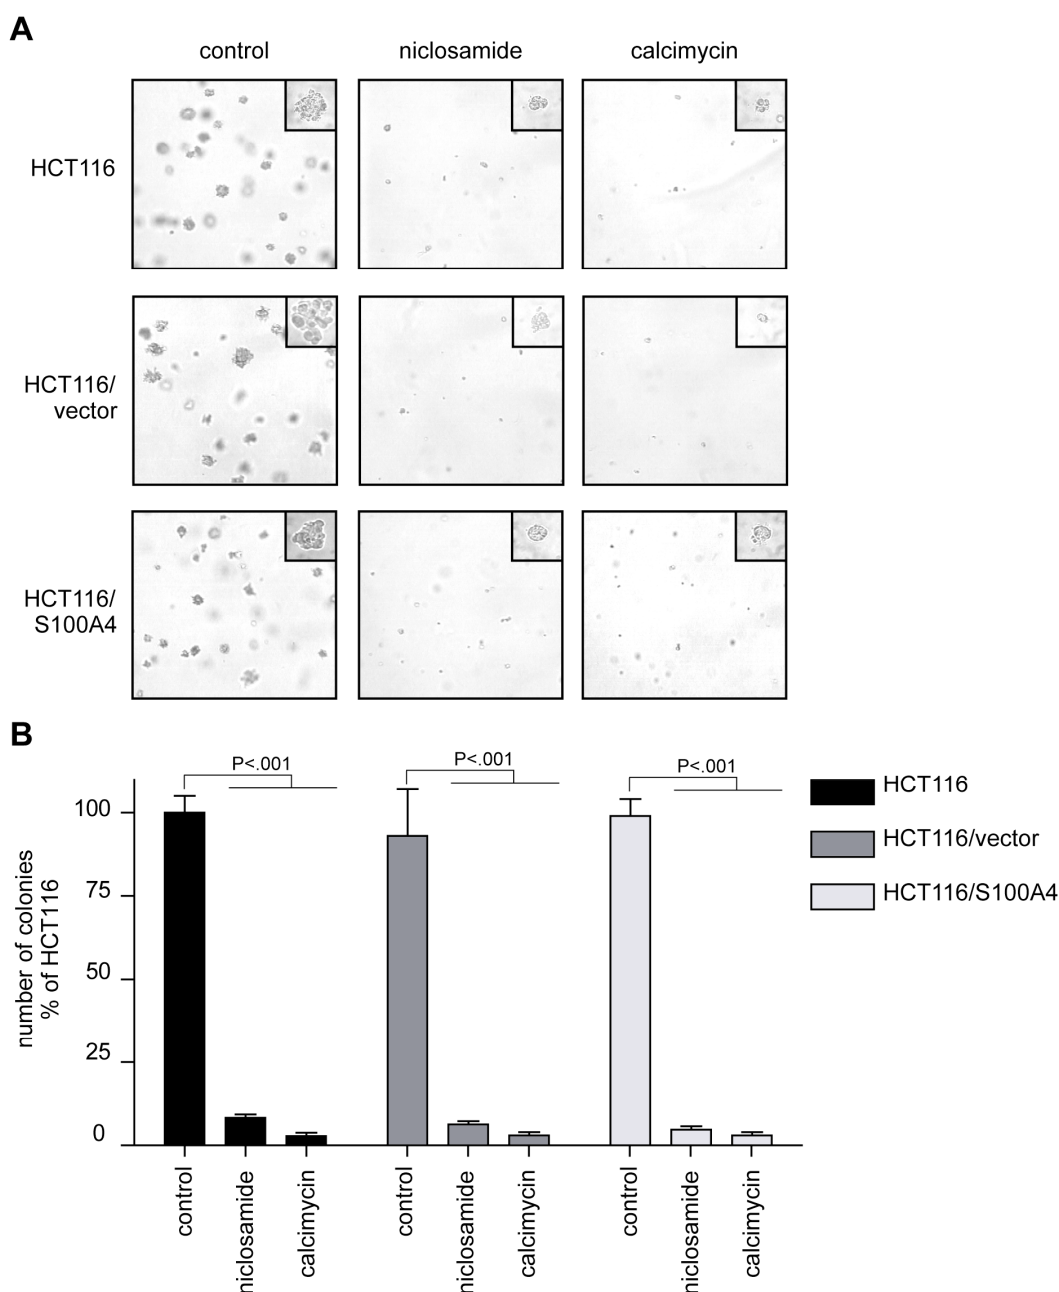 A
control
niclosamide
calcimycin
HCT116
HCT116/
vector
HCT116/
S100A4
B
P<.001
P<.001
P<.001
HCT116
HCT116/vector
HCT116/S100A4
number of colonies
% of HCT116
100
75
50
25
0
control
niclosamide
calcimycin
control
niclosamide
calcimycin
control
niclosamide
calcimycin